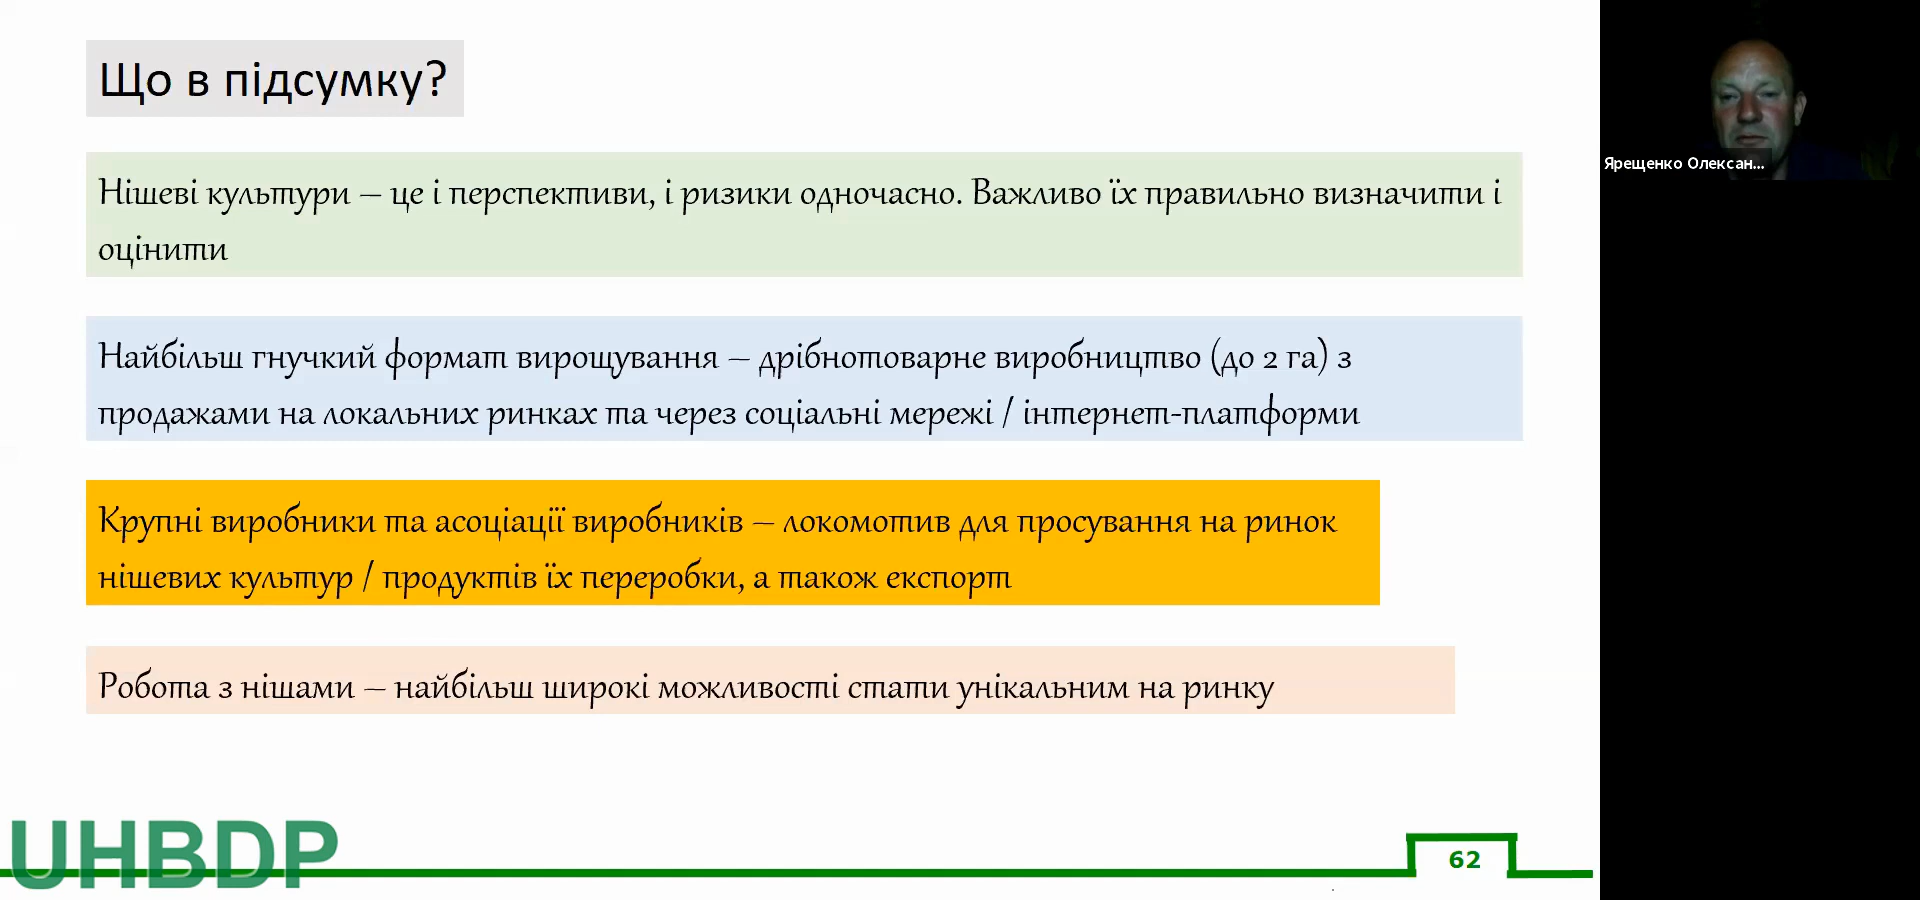 Що в підсумку?
Нішеві культури – це і перспективи, і ризики одночасно. Важливо їх правильно визначити і
оцінити
Найбільш гнучкий формат вирощування – дрібнотоварне виробництво (до 2 га) з
продажами на локальних ринках та через соціальні мережі / інтернет-платформи
Крупні виробники та асоціації виробників – локомотив для просування на ринок
нішевих культур / продуктів їх переробки, а також експорт
Робота з нішами – найбільш широкі можливості стати унікальним на ринку
UHBDP
62
Ярещенко Олексан...